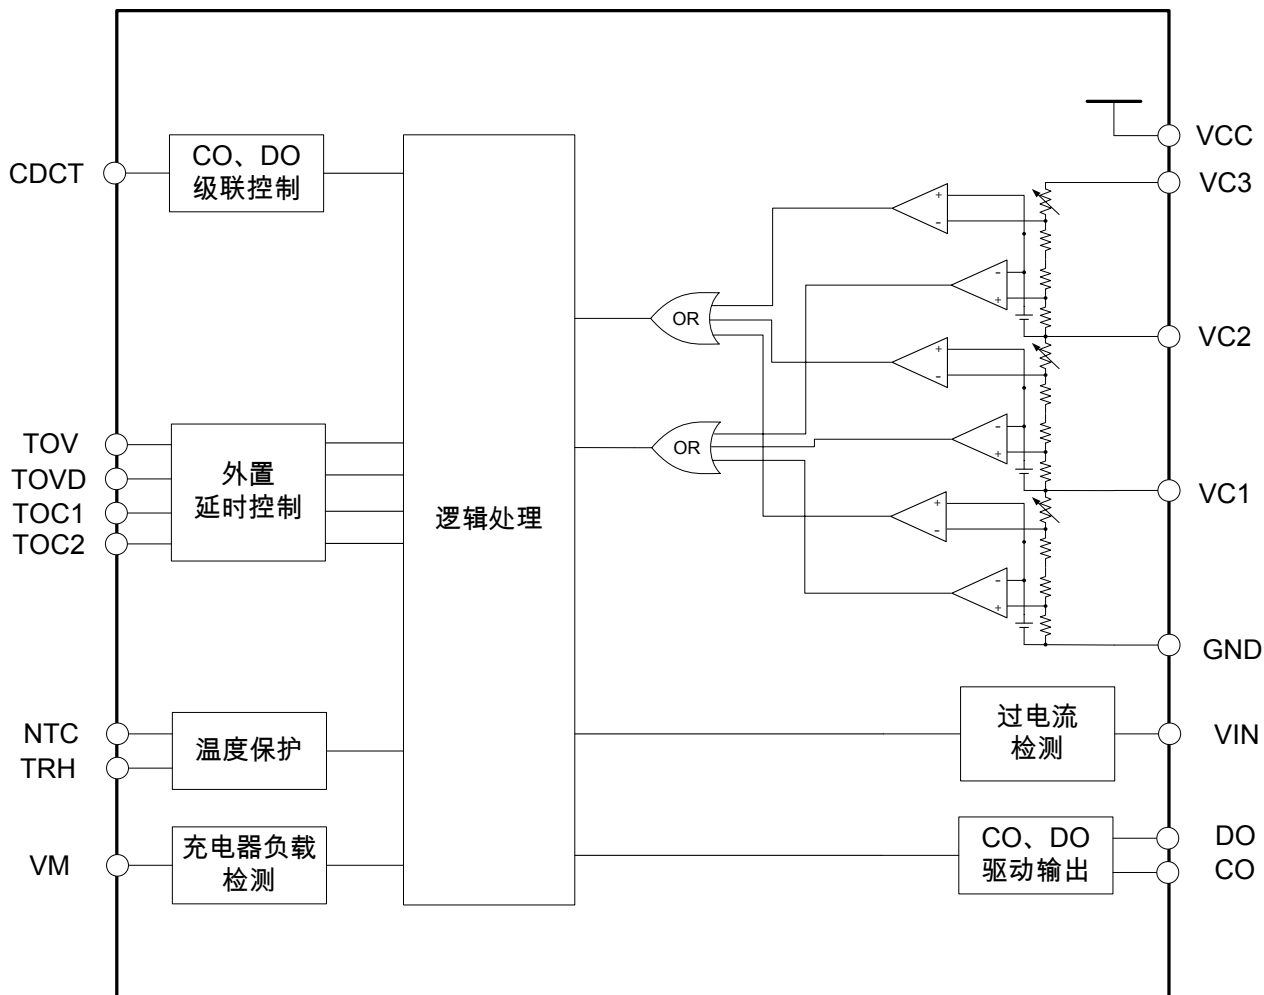 VCC
CDCT
CO、DO
级联控制
VC3
+
-
-
+
OR
VC2
+
-
TOV
TOVD
TOC1
TOC2
外置
延时控制
逻辑处理
OR
-
+
VC1
+
-
-
+
GND
NTC
TRH
温度保护
过电流
检测
VIN
VM
充电器负载
检测
CO、DO
驱动输出
DO
CO